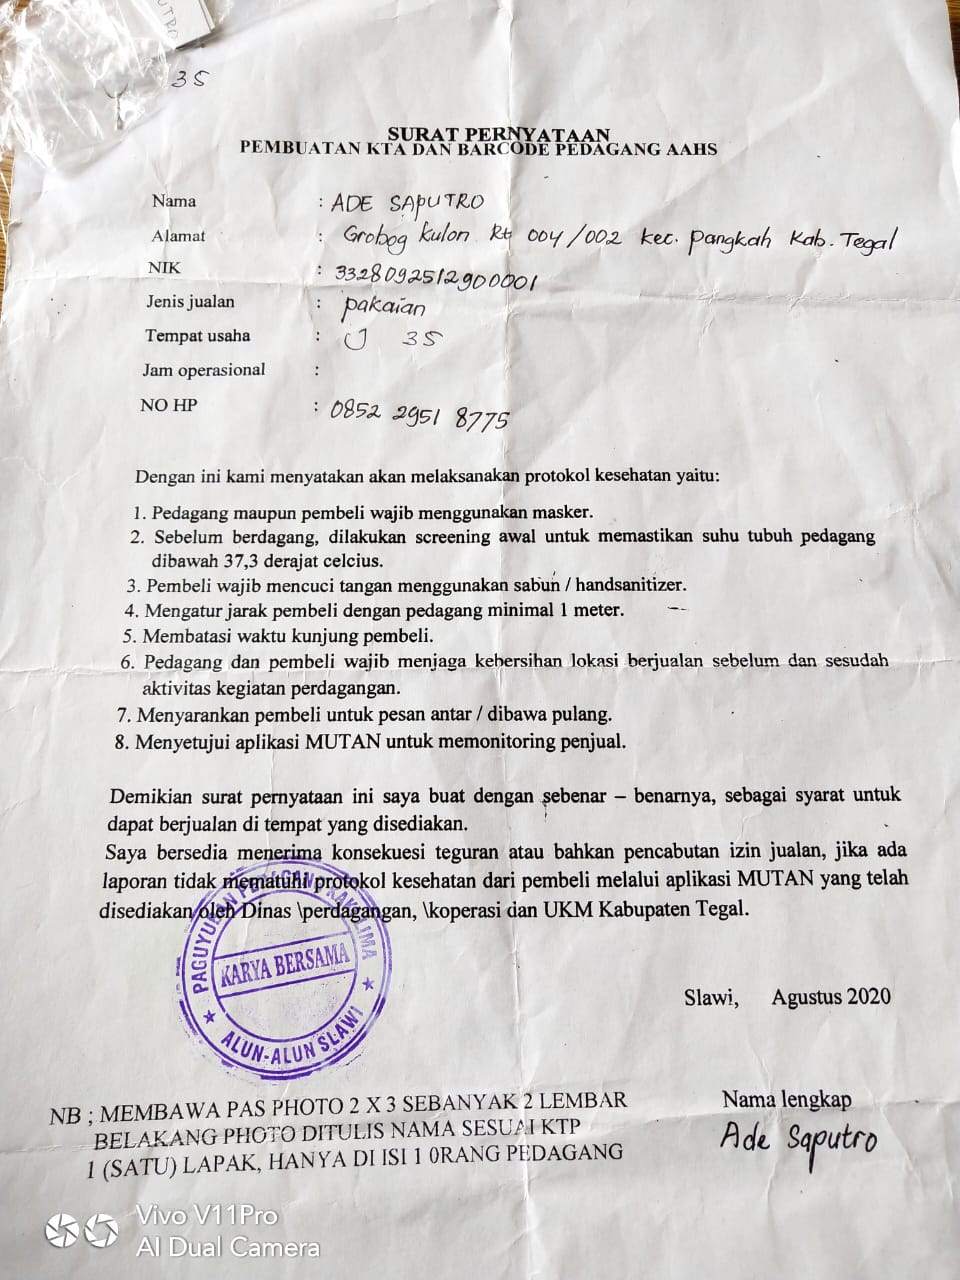 UTRO
35
SURAT PERNYATAAN
PEMBUATAN KTA DAN BARCODE PEDAGANG AAHS
Nama : ADE SAPUTRO
Alamat : Grobog Kulon Rt 004/002 kec. pangkah Kab. Tegal
NIK : 3328092512900001
Jenis jualan : pakaian
Tempat usaha : U 35
Jam operasional :
NO HP : 0852 2951 8775
Dengan ini kami menyatakan akan melaksanakan protokol kesehatan yaitu:
1. Pedagang maupun pembeli wajib menggunakan masker.
2. Sebelum berdagang, dilakukan screening awal untuk memastikan suhu tubuh pedagang
dibawah 37,3 derajat celcius.
3. Pembeli wajib mencuci tangan menggunakan sabun / handsanitizer.
4. Mengatur jarak pembeli dengan pedagang minimal 1 meter.
5. Membatasi waktu kunjung pembeli.
6. Pedagang dan pembeli wajib menjaga kebersihan lokasi berjualan sebelum dan sesudah
aktivitas kegiatan perdagangan.
7. Menyarankan pembeli untuk pesan antar / dibawa pulang.
8. Menyetujui aplikasi MUTAN untuk memonitoring penjual.
Demikian surat pernyataan ini saya buat dengan sebenar – benarnya, sebagai syarat untuk
dapat berjualan di tempat yang disediakan.
Saya bersedia menerima konsekuesi teguran atau bahkan pencabutan izin jualan, jika ada
laporan tidak mematuhi protokol kesehatan dari pembeli melalui aplikasi MUTAN yang telah
disediakan oleh Dinas \perdagangan, \koperasi dan UKM Kabupaten Tegal.
PAGUYUBAN PEDAGANG KAKI LIMA
KARYA BERSAMA
★ ALUN-ALUN SLAWI ★
Slawi, Agustus 2020
NB ; MEMBAWA PAS PHOTO 2 X 3 SEBANYAK 2 LEMBAR
BELAKANG PHOTO DITULIS NAMA SESUAI KTP
1 (SATU) LAPAK, HANYA DI ISI 1 0RANG PEDAGANG
Nama lengkap
Ade Saputro
Vivo V11Pro
AI Dual Camera